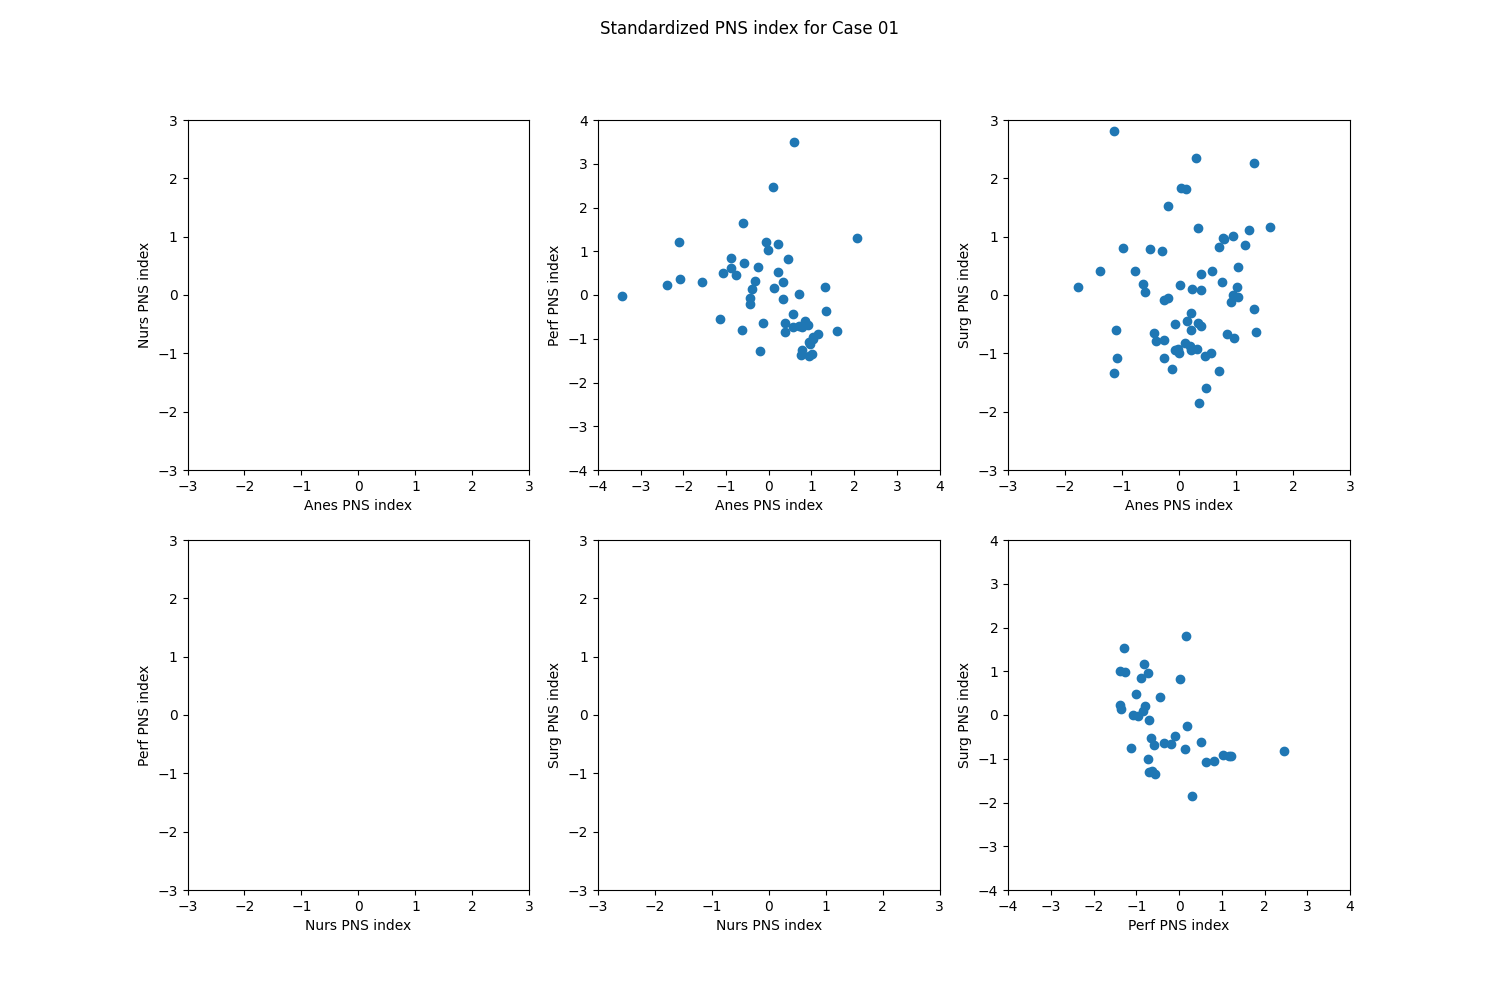 Standardized PNS index for Case 01
3
2
1
0
−1
−2
−3
Nurs PNS index
−3 −2 −1 0 1 2 3
Anes PNS index
4
3
2
1
0
−1
−2
−3
−4
Perf PNS index
−4 −3 −2 −1 0 1 2 3 4
Anes PNS index
3
2
1
0
−1
−2
−3
Surg PNS index
−3 −2 −1 0 1 2 3
Anes PNS index
3
2
1
0
−1
−2
−3
Perf PNS index
−3 −2 −1 0 1 2 3
Nurs PNS index
3
2
1
0
−1
−2
−3
Surg PNS index
−3 −2 −1 0 1 2 3
Nurs PNS index
4
3
2
1
0
−1
−2
−3
−4
Surg PNS index
−4 −3 −2 −1 0 1 2 3 4
Perf PNS index